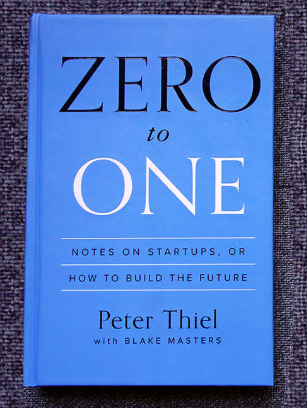 ZERO
to
ONE
NOTES ON STARTUPS, OR
HOW TO BUILD THE FUTURE
Peter Thiel
with BLAKE MASTERS